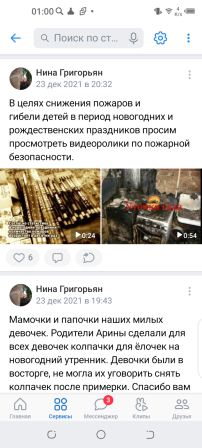 01:00
4
K/s
Поиск по ст...
Нина Григорьян
23 дек 2021 в 20:32
В целях снижения пожаров и
гибели детей в период новогодних и
рождественских праздников просим
просмотреть видеоролики по пожарной
безопасности.
0:24
0:54
6
Нина Григорьян
23 дек 2021 в 19:43
Мамочки и папочки наших милых
девочек. Родители Арины сделали для
всех девочек колпачки для ёлочек на
новогодний утренник. Девочки были в
восторге, не могла их уговорить снять
колпачек после примерки. Спасибо вам
3
Главная
Сервисы
Мессенджер
Клипы
Друзья